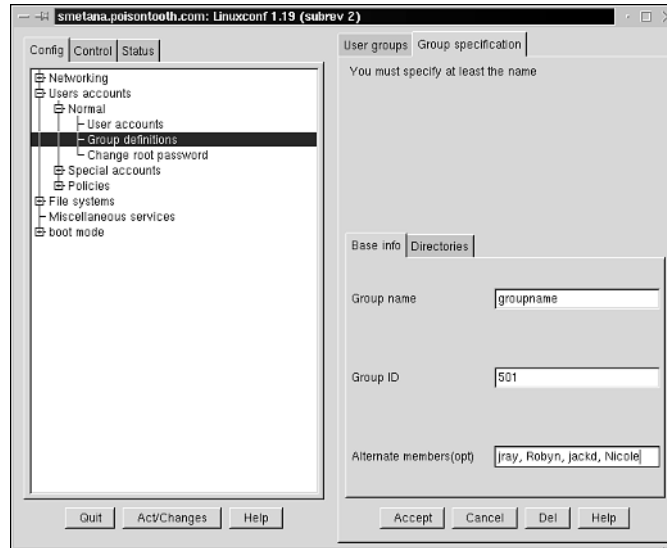 smetana.poisontooth.com: Linuxconf 1.19 (subrev 2)
Config Control Status
Networking
Users accounts
Normal
User accounts
Group definitions
Change root password
Special accounts
Policies
File systems
Miscellaneous services
boot mode
Quit Act/Changes Help
User groups Group specification
You must specify at least the name
Base info Directories
Group name groupname
Group ID 501
Alternate members(opt) jray, Robyn, jackd, Nicole
Accept Cancel Del Help